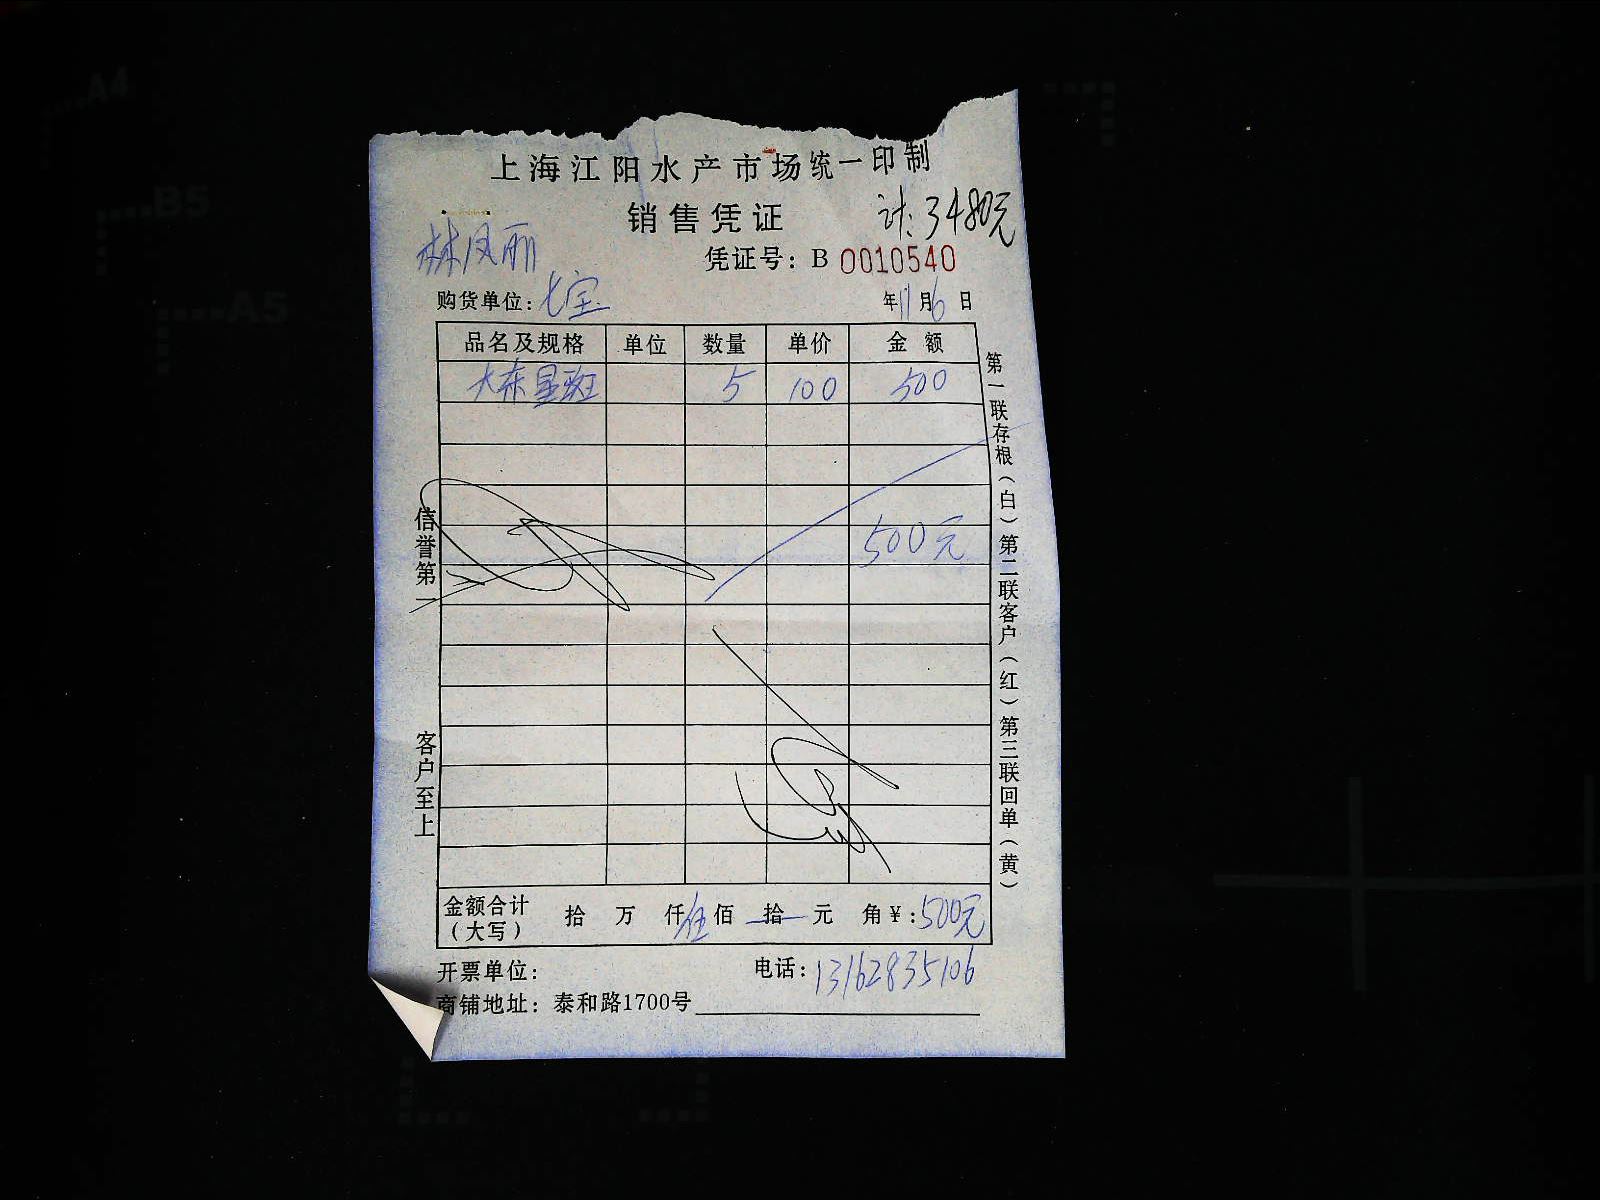 上海江阳水产市场统一印制
销售凭证
计:3480元
林凤丽
凭证号: B 0010540
购货单位:七宝
年11月6日
品名及规格 单位 数量 单价 金额
大东星斑 5 100 500
500元
金额合计(大写) 拾 万 仟伍佰 拾 元 角¥:500元
开票单位:
电话:13162835106
商铺地址: 泰和路1700号
信誉第一
客户至上
第一联存根(白)第二联客户(红)第三联回单(黄)
A4
B5
A5